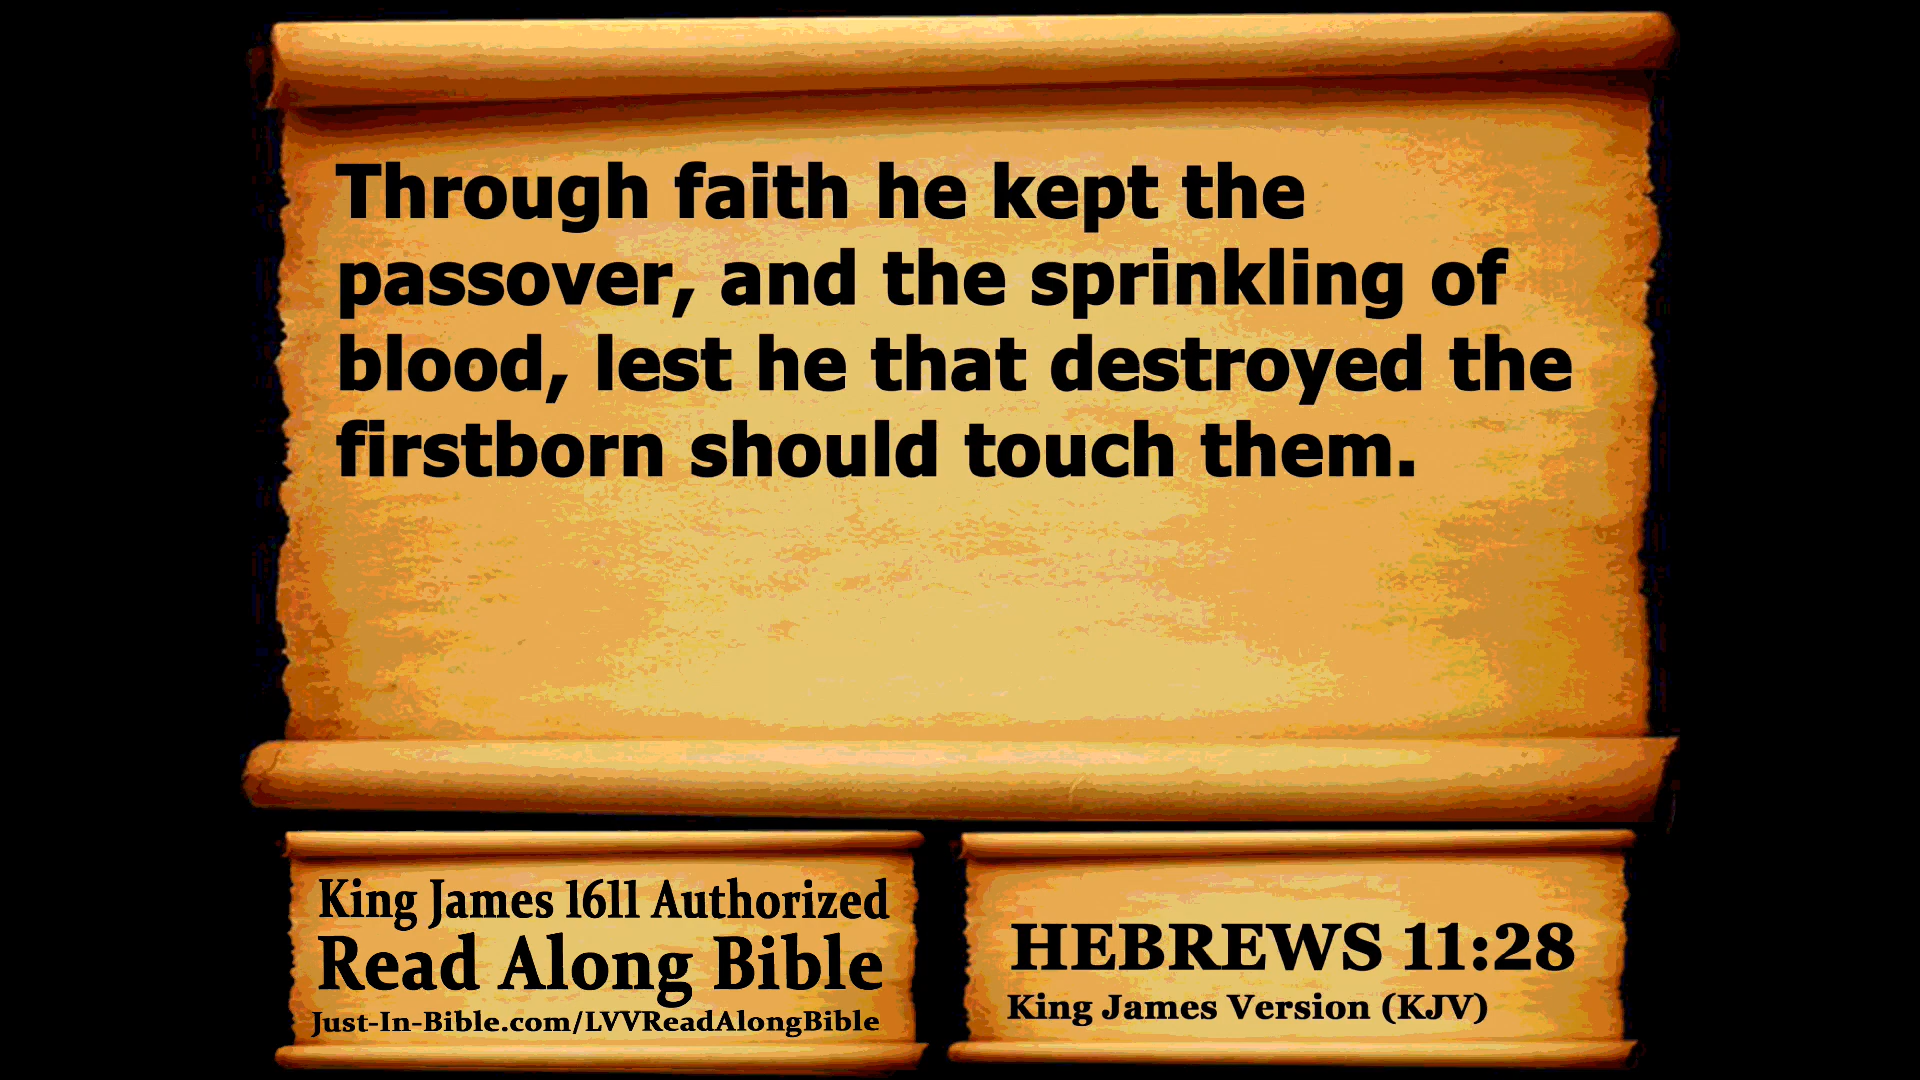 Through faith he kept the
passover, and the sprinkling of
blood, lest he that destroyed the
firstborn should touch them.
King James 1611 Authorized
Read Along Bible
Just-In-Bible.com/LVVReadAlongBible
HEBREWS 11:28
King James Version (KJV)